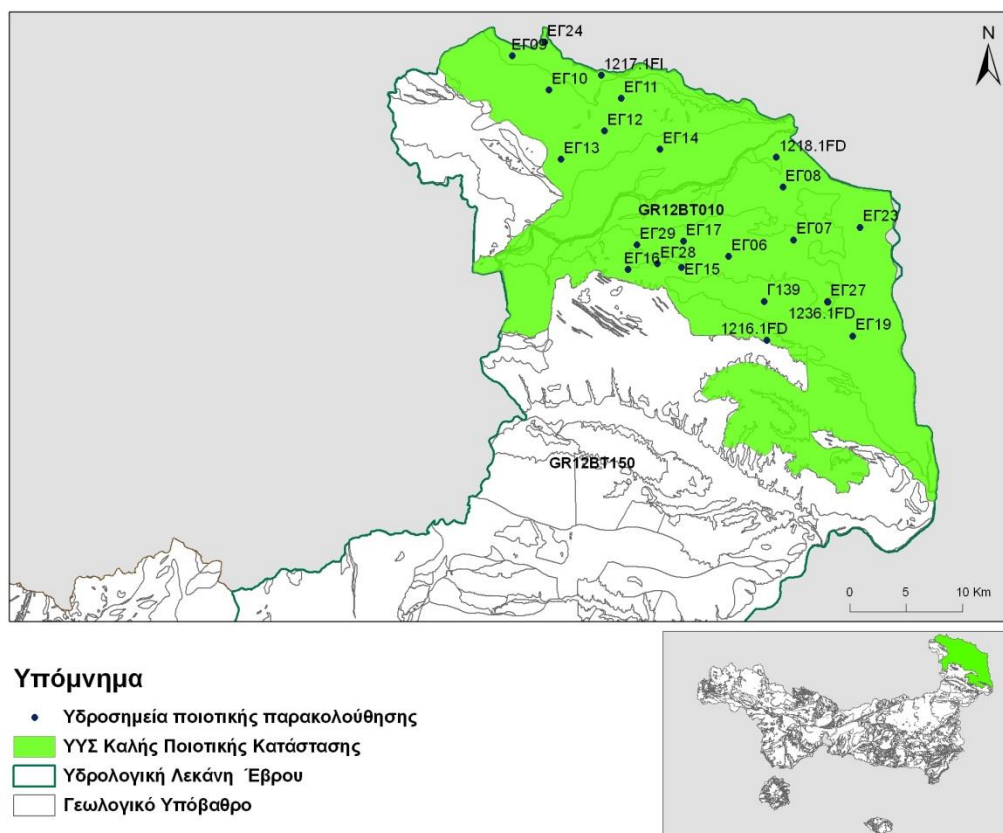 N
ΕΓ24
ΕΓ09
1217.1FI
ΕΓ10
ΕΓ11
ΕΓ12
ΕΓ14
ΕΓ13
1218.1FD
ΕΓ08
GR12BT010
ΕΓ23
ΕΓ17
ΕΓ07
ΕΓ29
ΕΓ06
ΕΓ28
ΕΓ16
ΕΓ15
Γ139
ΕΓ27
1236.1FD
1216.1FD
ΕΓ19
GR12BT150
0 5 10 Km
Υπόμνημα
Υδροσημεία ποιοτικής παρακολούθησης
ΥΥΣ Καλής Ποιοτικής Κατάστασης
Υδρολογική Λεκάνη Έβρου
Γεωλογικό Υπόβαθρο